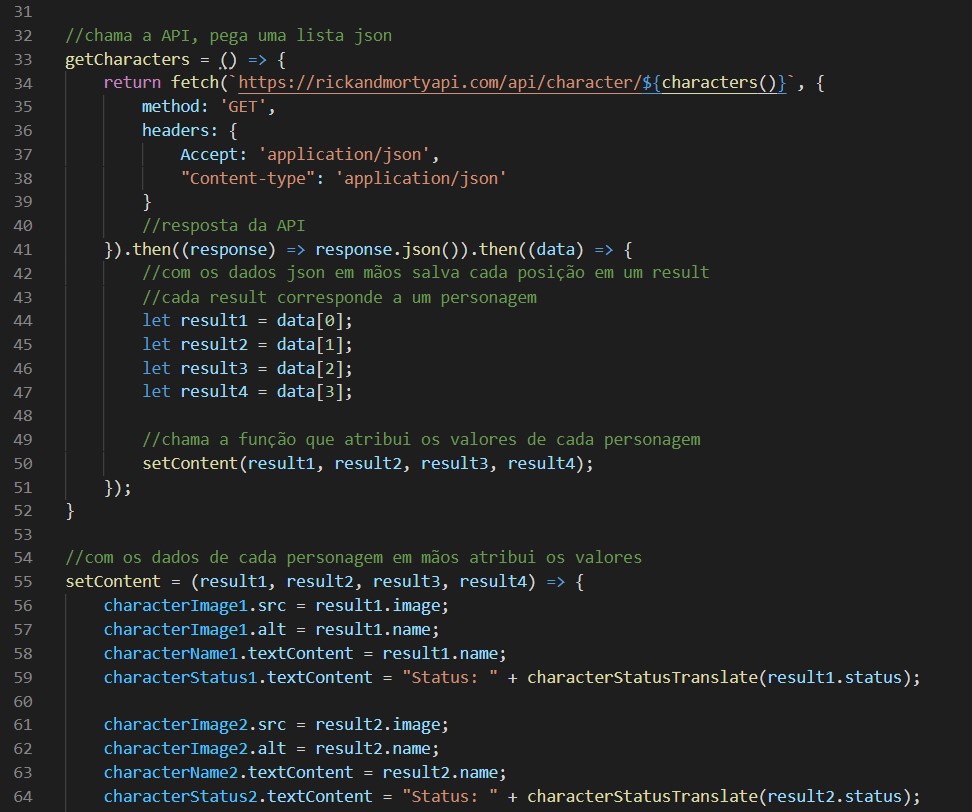 31
32 //chama a API, pega uma lista json
33 getCharacters = () => {
34 return fetch(`https://rickandmortyapi.com/api/character/${characters()}`, {
35 method: 'GET',
36 headers: {
37 Accept: 'application/json',
38 "Content-type": 'application/json'
39 }
40 //resposta da API
41 }).then((response) => response.json()).then((data) => {
42 //com os dados json em mãos salva cada posição em um result
43 //cada result corresponde a um personagem
44 let result1 = data[0];
45 let result2 = data[1];
46 let result3 = data[2];
47 let result4 = data[3];
48
49 //chama a função que atribui os valores de cada personagem
50 setContent(result1, result2, result3, result4);
51 });
52 }
53
54 //com os dados de cada personagem em mãos atribui os valores
55 setContent = (result1, result2, result3, result4) => {
56 characterImage1.src = result1.image;
57 characterImage1.alt = result1.name;
58 characterName1.textContent = result1.name;
59 characterStatus1.textContent = "Status: " + characterStatusTranslate(result1.status);
60
61 characterImage2.src = result2.image;
62 characterImage2.alt = result2.name;
63 characterName2.textContent = result2.name;
64 characterStatus2.textContent = "Status: " + characterStatusTranslate(result2.status);